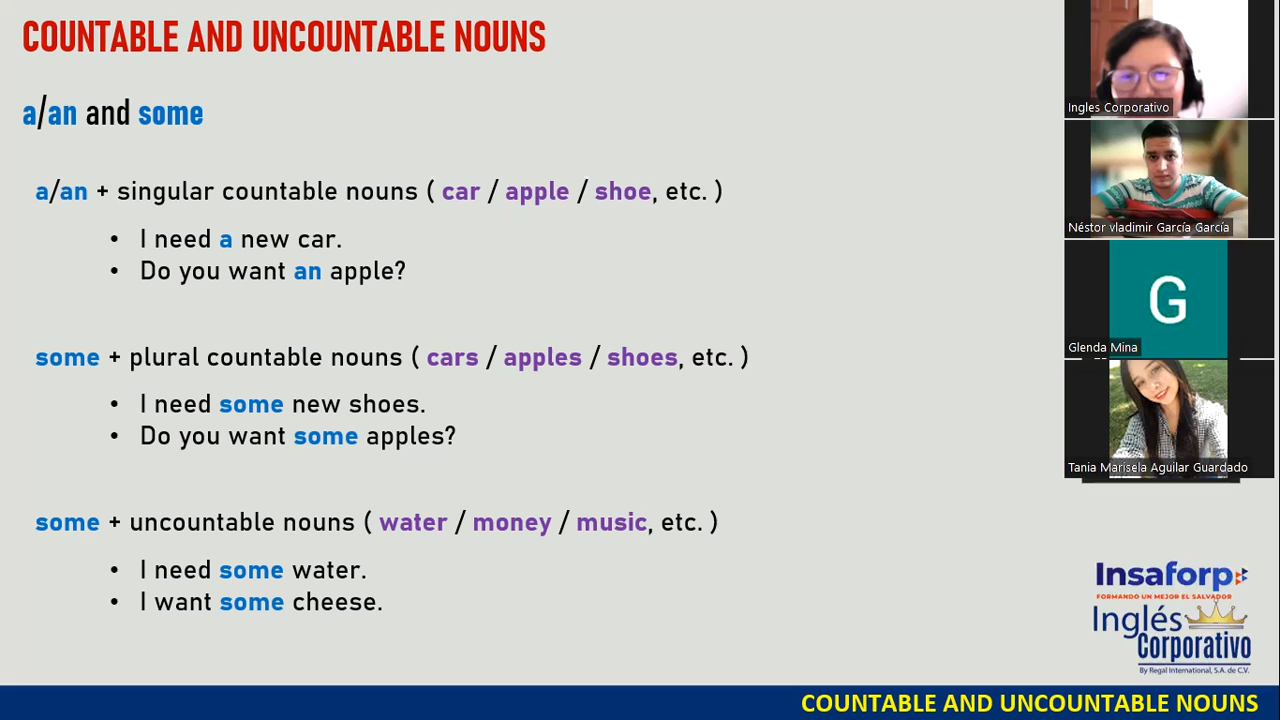 COUNTABLE AND UNCOUNTABLE NOUNS
a/an and some
a/an + singular countable nouns ( car / apple / shoe, etc. )
• I need a new car.
• Do you want an apple?
some + plural countable nouns ( cars / apples / shoes, etc. )
• I need some new shoes.
• Do you want some apples?
some + uncountable nouns ( water / money / music, etc. )
• I need some water.
• I want some cheese.
Ingles Corporativo
Néstor vladimir García García
G
Glenda Mina
Tania Marisela Aguilar Guardado
Insaforp
FORMANDO UN MEJOR EL SALVADOR
Inglés
Corporativo
By Regal International, S.A. de C.V.
COUNTABLE AND UNCOUNTABLE NOUNS